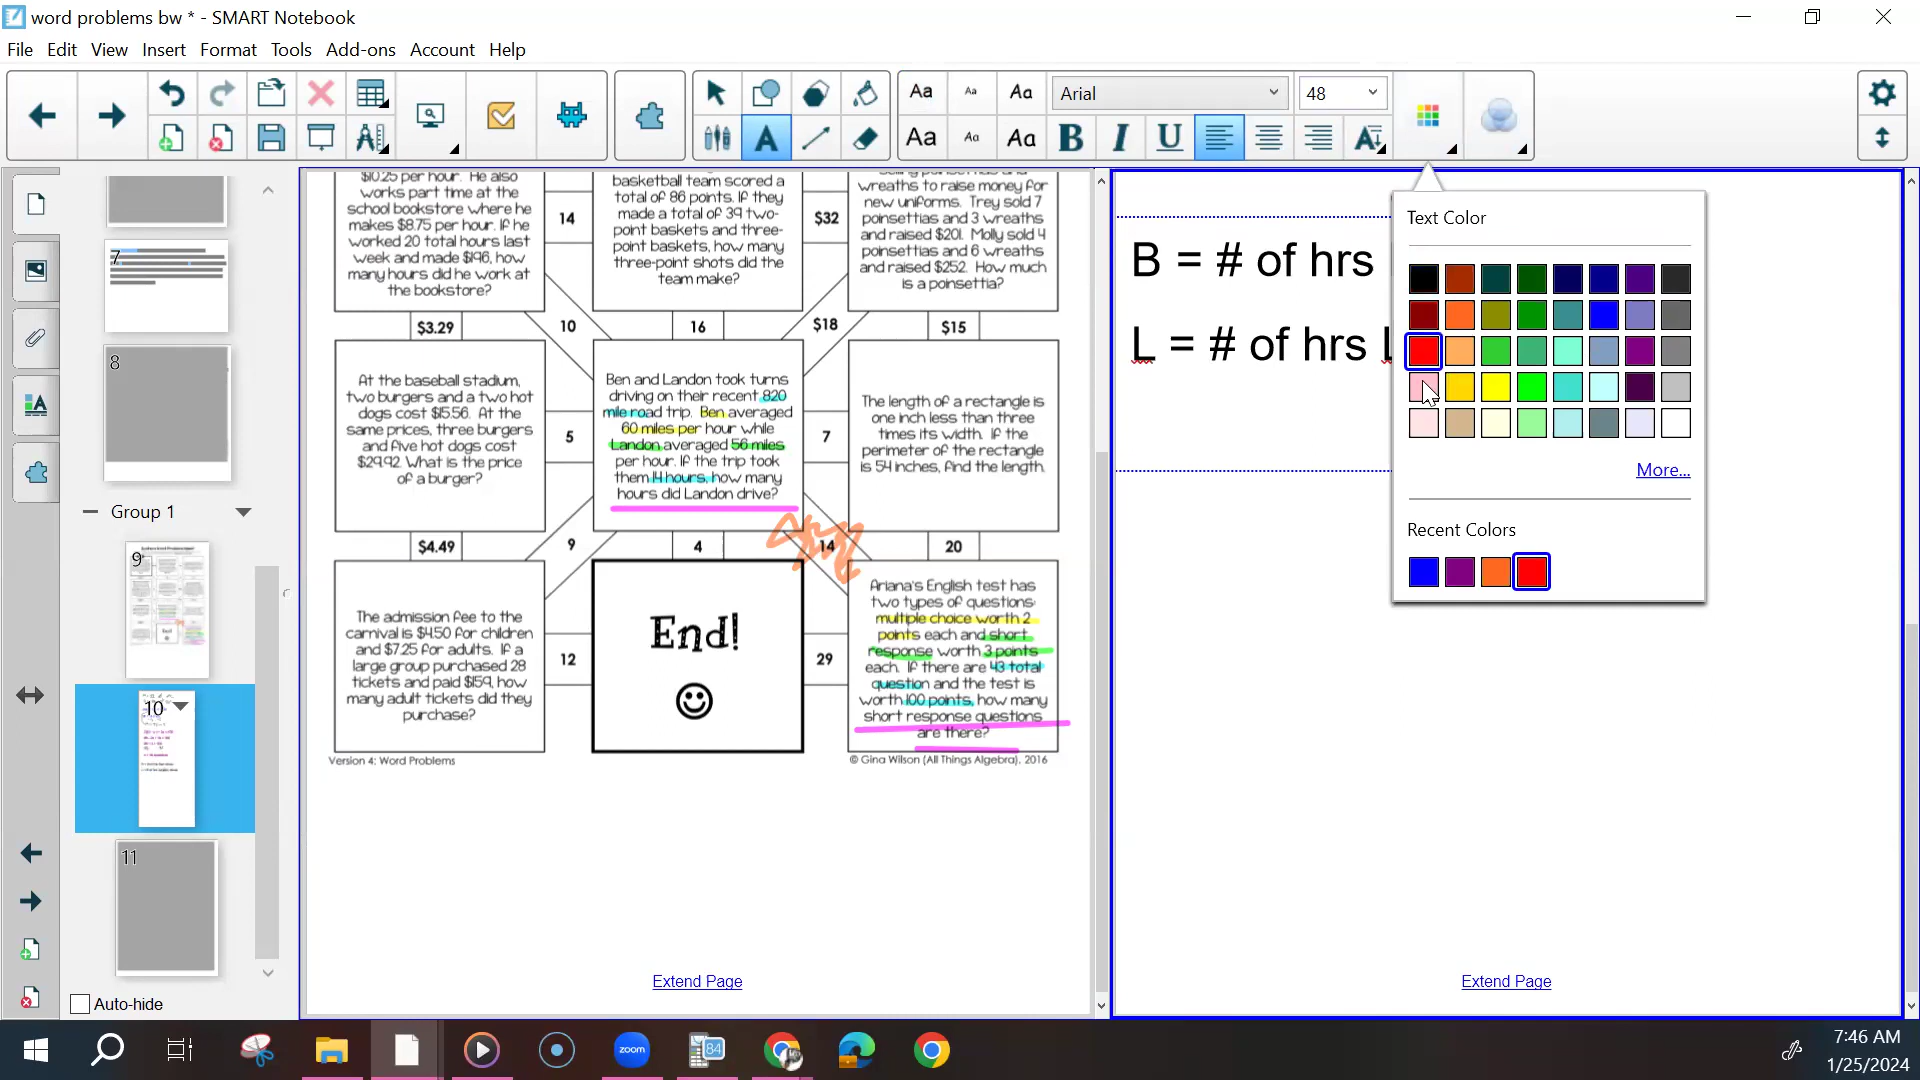 word problems bw * - SMART Notebook
File Edit View Insert Format Tools Add-ons Account Help
Aa Aa Aa Arial 48
Aa Aa Aa B I U A
Text Color
More...
Recent Colors
7
8
Group 1
9
10
11
Auto-hide
$10.25 per hour. He also
works part time at the
school bookstore where he
makes $8.75 per hour. If he
worked 20 total hours last
week and made $196, how
many hours did he work at
the bookstore?
14
basketball team scored a
total of 86 points. If they
made a total of 39 two-
point baskets and three-
point baskets, how many
three-point shots did the
team make?
$32
wreaths to raise money for
new uniforms. Trey sold 7
poinsettias and 3 wreaths
and raised $201. Molly sold 4
poinsettias and 6 wreaths
and raised $252. How much
is a poinsettia?
$3.29 10 16 $18 $15
At the baseball stadium,
two burgers and a two hot
dogs cost $15.56. At the
same prices, three burgers
and five hot dogs cost
$29.92. What is the price
of a burger?
5
Ben and Landon took turns
driving on their recent 820
mile road trip. Ben averaged
60 miles per hour while
Landon averaged 56 miles
per hour. If the trip took
them 14 hours, how many
hours did Landon drive?
7
The length of a rectangle is
one inch less than three
times its width. If the
perimeter of the rectangle
is 54 inches, find the length.
$4.49 9 4 14 20
The admission fee to the
carnival is $4.50 for children
and $7.25 for adults. If a
large group purchased 28
tickets and paid $159, how
many adult tickets did they
purchase?
12
End!
29
Ariana's English test has
two types of questions:
multiple choice worth 2
points each and short
response worth 3 points
each. If there are 43 total
question and the test is
worth 100 points, how many
short response questions
are there?
Version 4: Word Problems
© Gina Wilson (All Things Algebra), 2016
Extend Page
B = # of hrs
L = # of hrs L
Extend Page
zoom
84
7:46 AM
1/25/2024